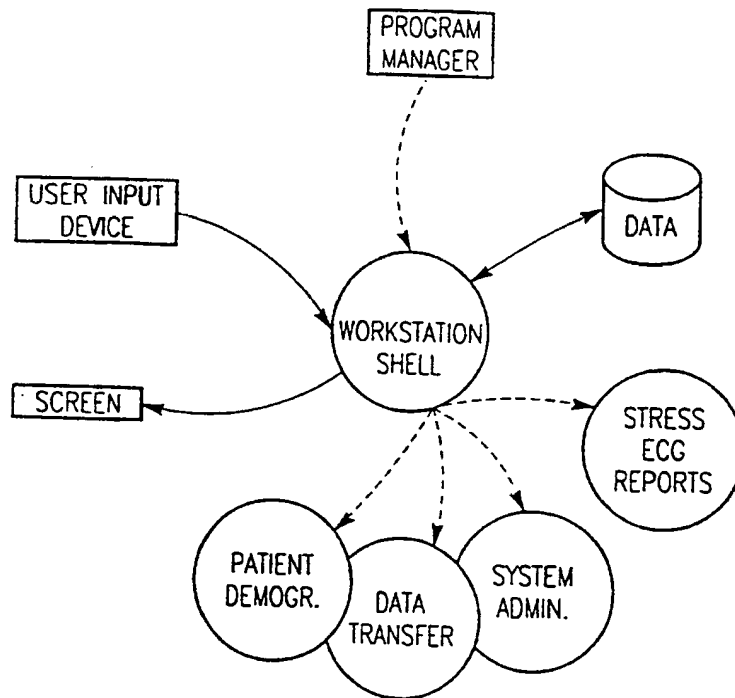 PROGRAM
MANAGER
USER INPUT
DEVICE
DATA
WORKSTATION
SHELL
SCREEN
STRESS
ECG
REPORTS
PATIENT
DEMOGR.
DATA
TRANSFER
SYSTEM
ADMIN.